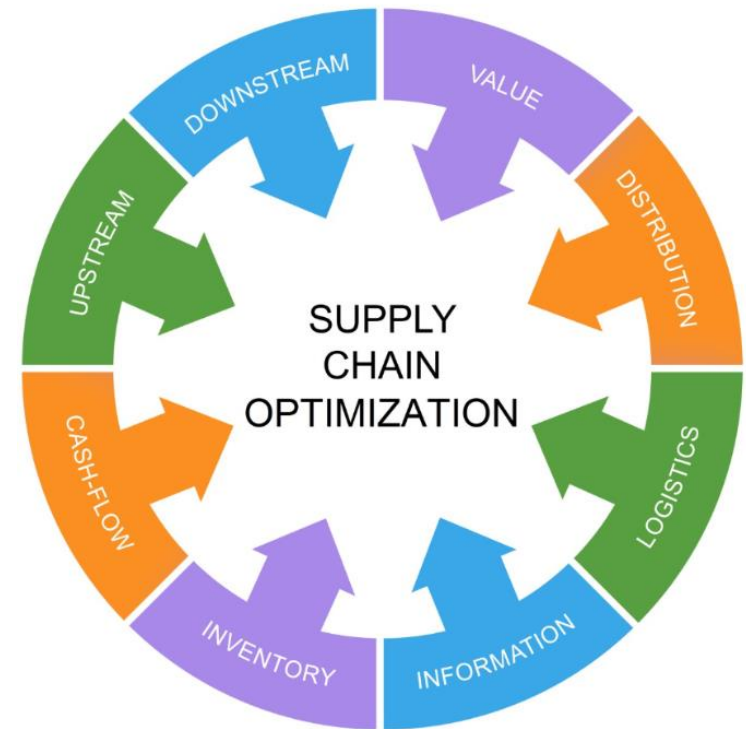 DOWNSTREAM
VALUE
DISTRIBUTION
LOGISTICS
INFORMATION
INVENTORY
CASH-FLOW
UPSTREAM
SUPPLY
CHAIN
OPTIMIZATION